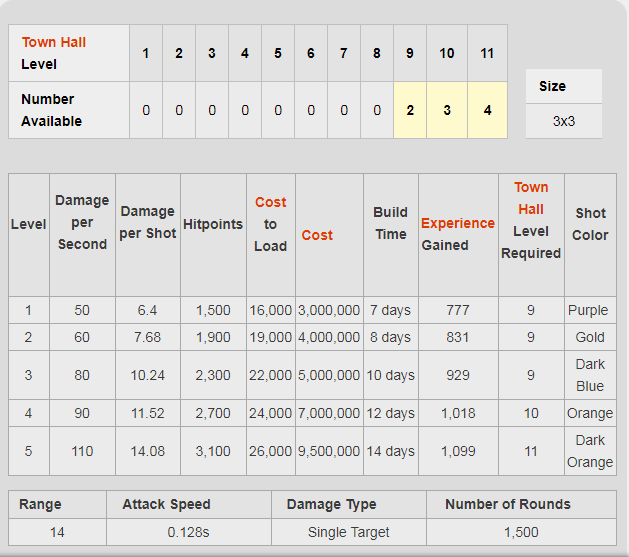 Town Hall Level 1 2 3 4 5 6 7 8 9 10 11
Number Available 0 0 0 0 0 0 0 0 2 3 4
Size
3x3
Level Damage per Second Damage per Shot Hitpoints Cost to Load Cost Build Time Experience Gained Town Hall Level Required Shot Color
1 50 6.4 1,500 16,000 3,000,000 7 days 777 9 Purple
2 60 7.68 1,900 19,000 4,000,000 8 days 831 9 Gold
3 80 10.24 2,300 22,000 5,000,000 10 days 929 9 Dark Blue
4 90 11.52 2,700 24,000 7,000,000 12 days 1,018 10 Orange
5 110 14.08 3,100 26,000 9,500,000 14 days 1,099 11 Dark Orange
Range Attack Speed Damage Type Number of Rounds
14 0.128s Single Target 1,500